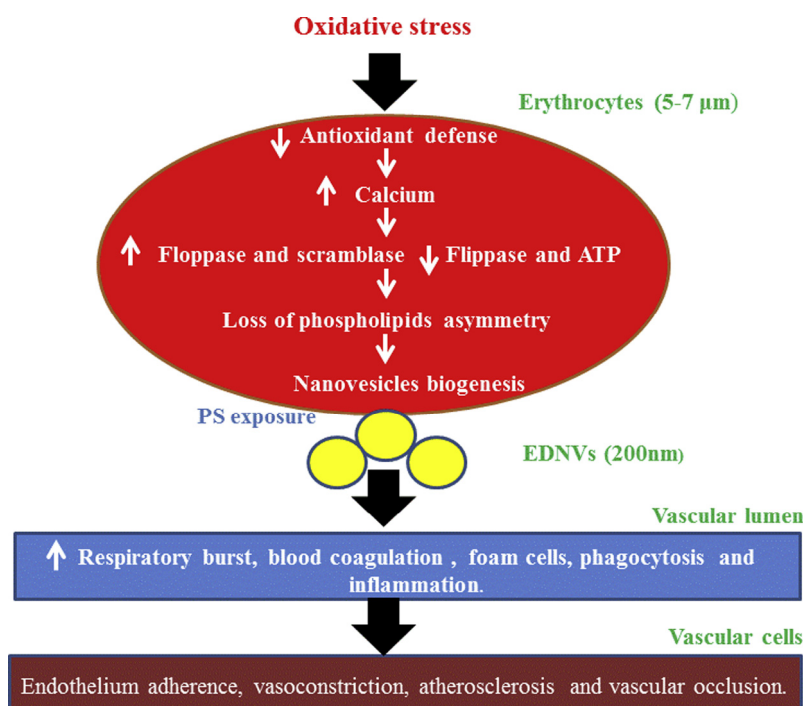 Oxidative stress
Erythrocytes (5-7 µm)
↓ Antioxidant defense
↑ Calcium
↑ Floppase and scramblase ↓ Flippase and ATP
Loss of phospholipids asymmetry
Nanovesicles biogenesis
PS exposure
EDNVs (200nm)
Vascular lumen
↑ Respiratory burst, blood coagulation , foam cells, phagocytosis and
inflammation.
Vascular cells
Endothelium adherence, vasoconstriction, atherosclerosis and vascular occlusion.